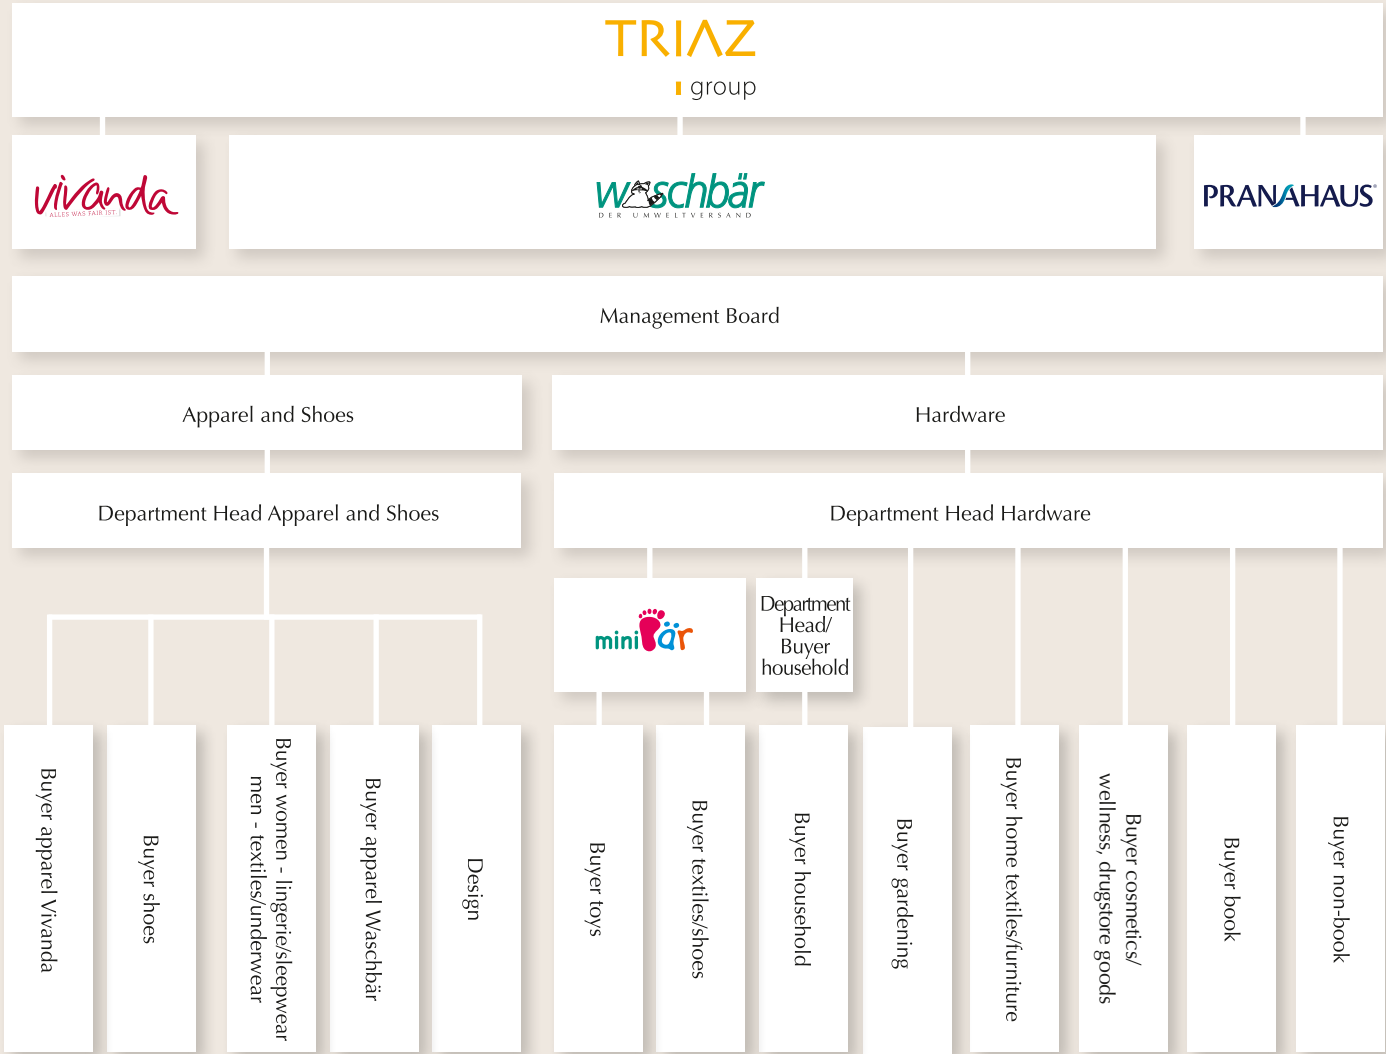 TRIAZ
group
vivanda
ALLES WAS FAIR IST.
waschbär
DER UMWELTVERSAND
PRANAHAUS®
Management Board
Apparel and Shoes
Hardware
Department Head Apparel and Shoes
Department Head Hardware
minibär
Department
Head/
Buyer
household
Buyer apparel Vivanda
Buyer shoes
Buyer women - lingerie/sleepwear
men - textiles/underwear
Buyer apparel Waschbär
Design
Buyer toys
Buyer textiles/shoes
Buyer household
Buyer gardening
Buyer home textiles/furniture
Buyer cosmetics/
wellness, drugstore goods
Buyer book
Buyer non-book